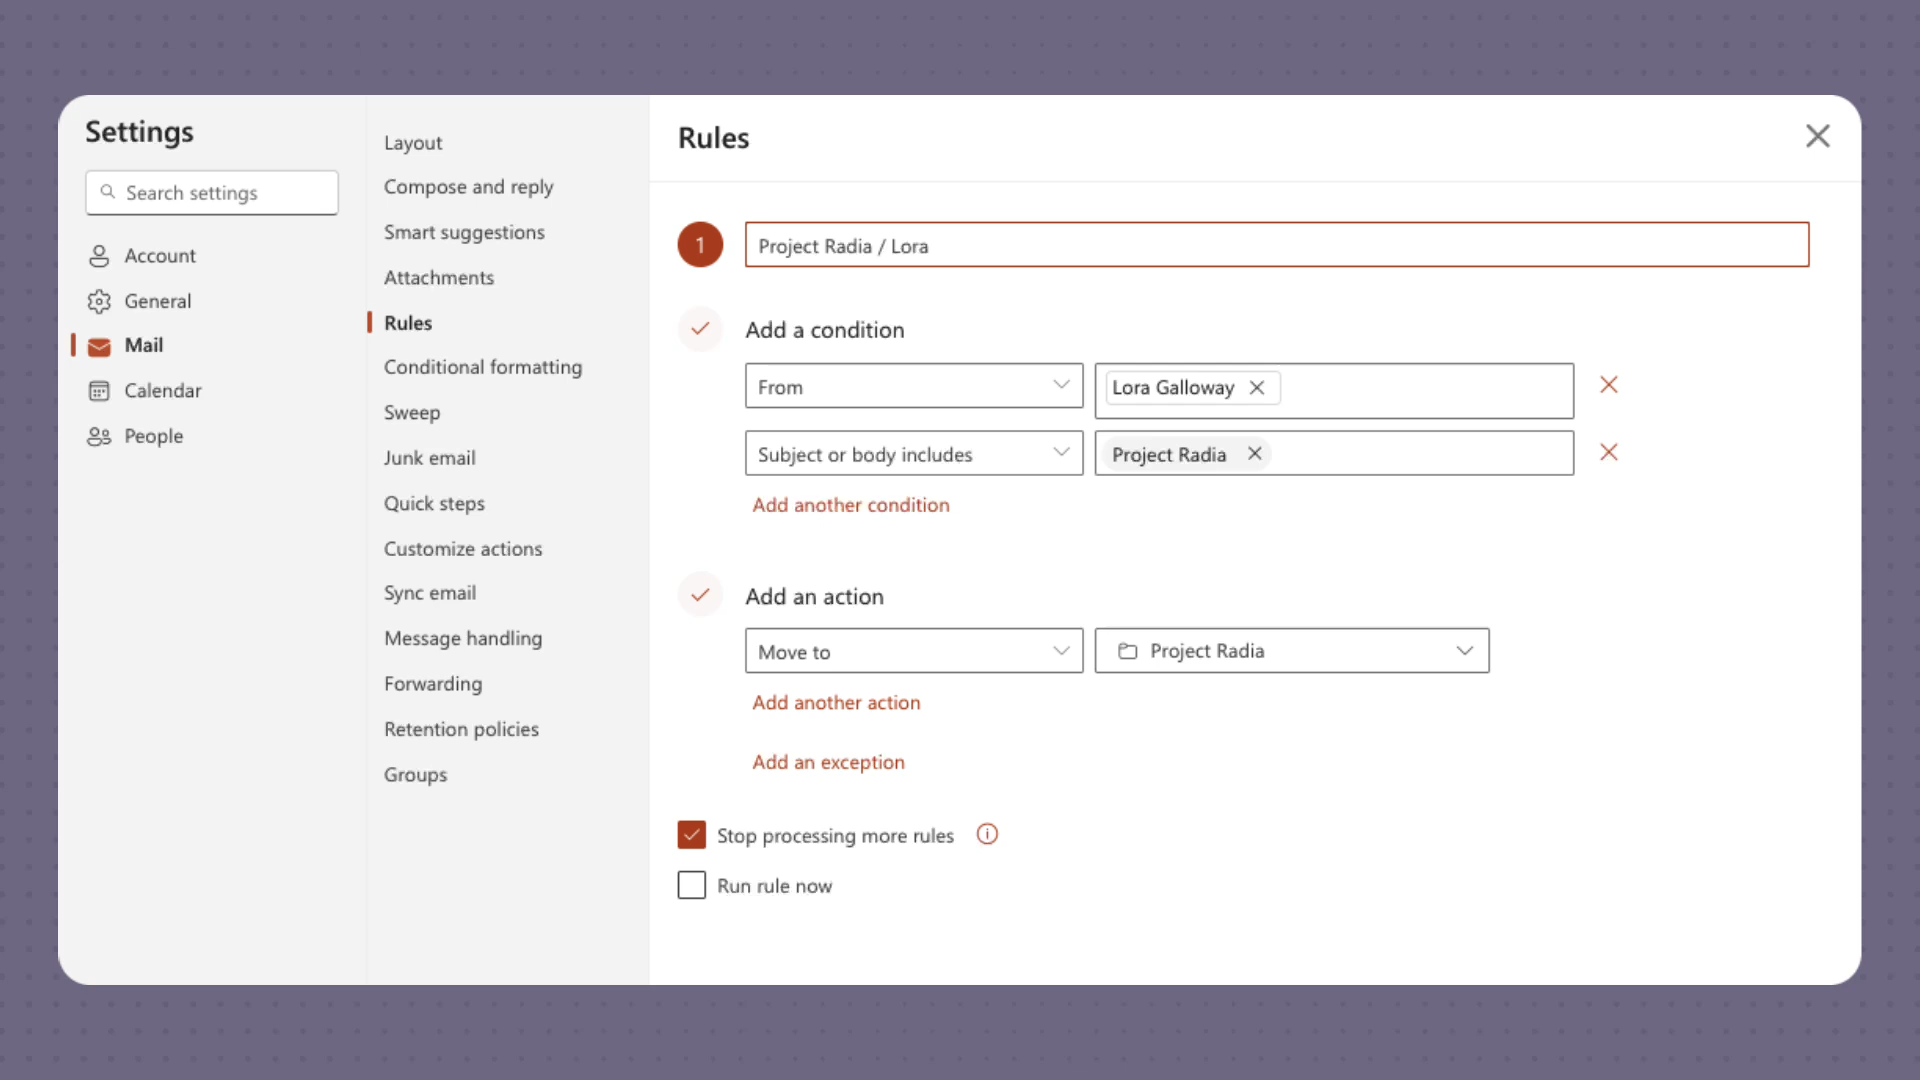 Settings
Search settings
Account
General
Mail
Calendar
People
Layout
Compose and reply
Smart suggestions
Attachments
Rules
Conditional formatting
Sweep
Junk email
Quick steps
Customize actions
Sync email
Message handling
Forwarding
Retention policies
Groups
Rules
1 Project Radia / Lora
Add a condition
From Lora Galloway
Subject or body includes Project Radia
Add another condition
Add an action
Move to Project Radia
Add another action
Add an exception
Stop processing more rules
Run rule now